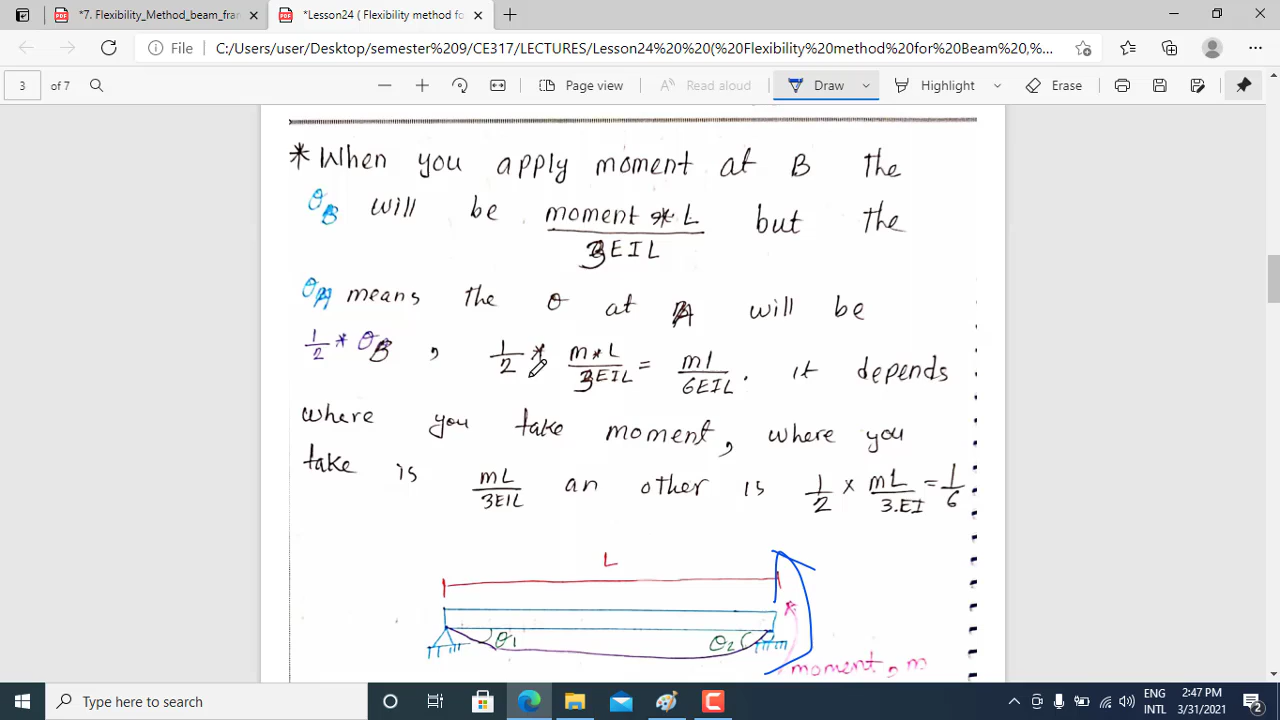 *7. Flexibility_Moment_beam_fra
*Lesson24 ( Flexibility method fo
File
C:/Users/user/Desktop/semester%209/CE317/LECTURES/Lesson24%20%20(%20Flexibility%20method%20for%20Beam%20,%...
3 of 7
Page view
Read aloud
Draw
Highlight
Erase
* When you apply moment at B the
θB will be moment * L / 3EIL but the
θA means the θ at A will be
1/2 * θB , 1/2 * m*L / 3EIL = ml / 6EIL . it depends
where you take moment, where you
take is mL / 3EIL an other is 1/2 × mL / 3.EI = 1/6
L
θ1 θ2
moment, m
Type here to search
ENG
INTL
2:47 PM
3/31/2021
2